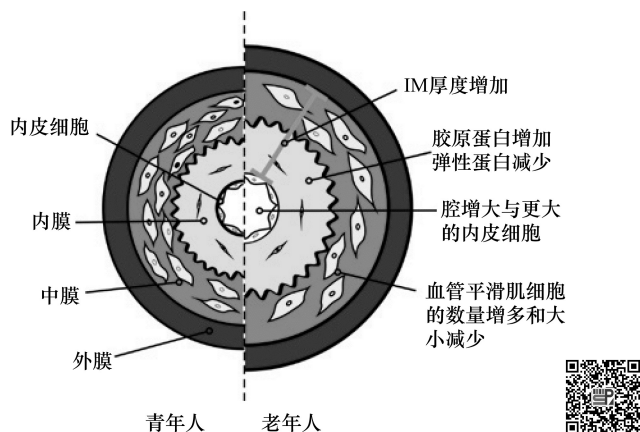 IM厚度增加
内皮细胞
胶原蛋白增加
弹性蛋白减少
内膜
腔增大与更大
的内皮细胞
中膜
血管平滑肌细胞
的数量增多和大
小减少
外膜
青年人
老年人